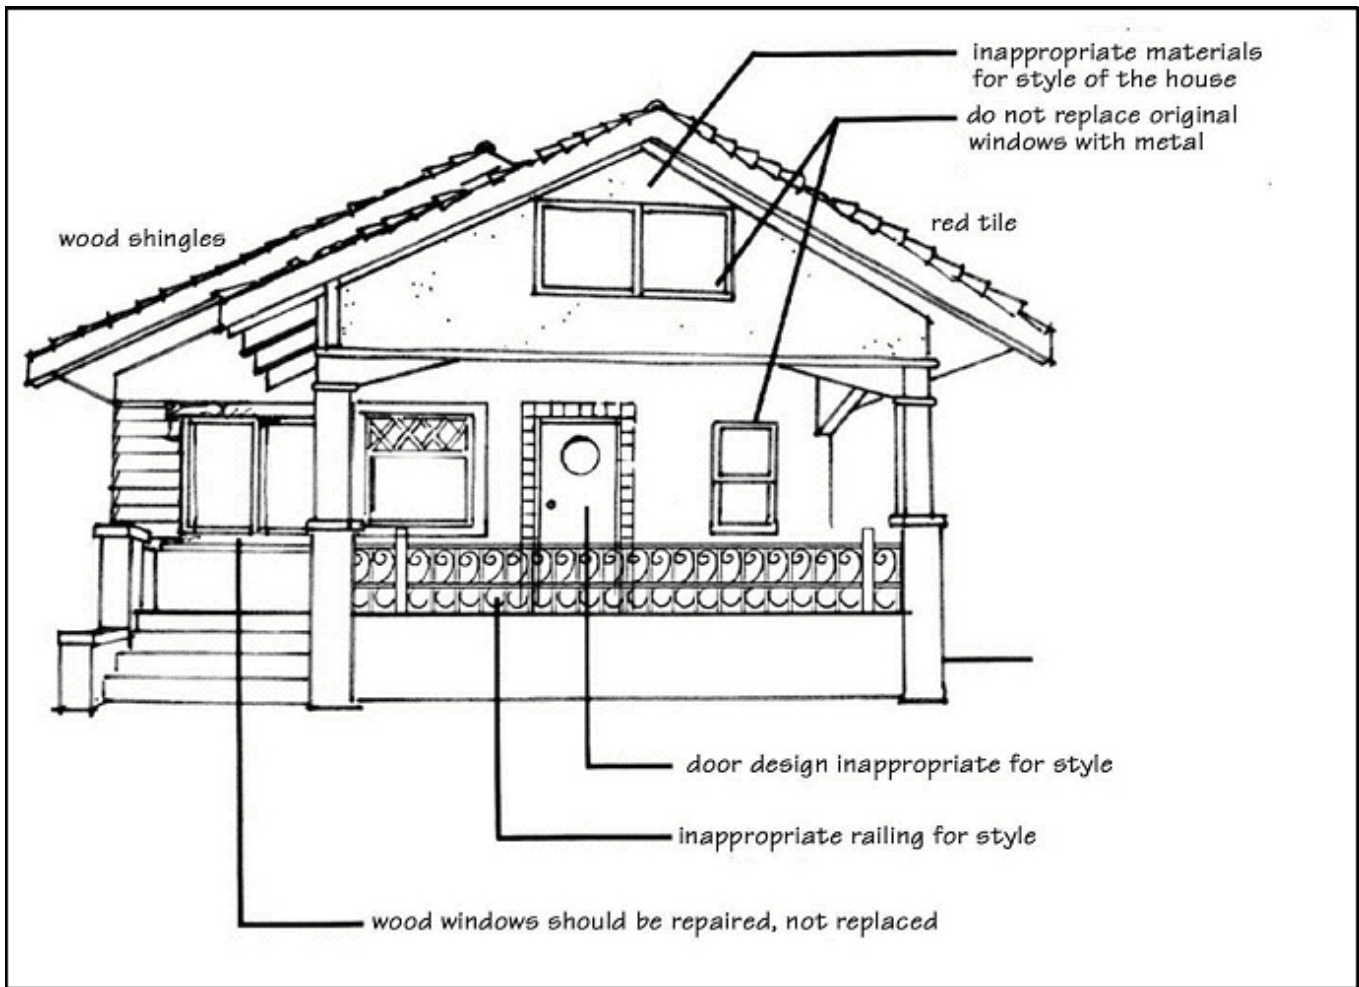 inappropriate materials
for style of the house
do not replace original
windows with metal
wood shingles
red tile
door design inappropriate for style
inappropriate railing for style
wood windows should be repaired, not replaced